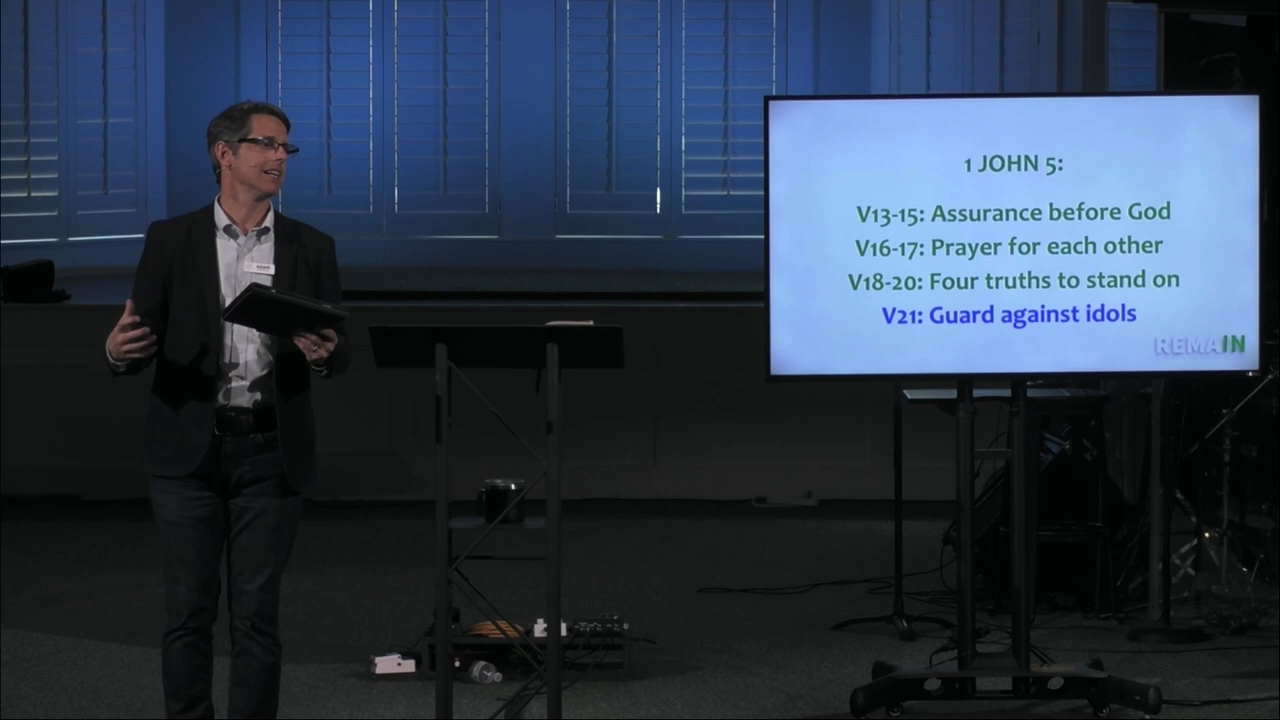 ADAM
1 JOHN 5:
V13-15: Assurance before God
V16-17: Prayer for each other
V18-20: Four truths to stand on
V21: Guard against idols
REMAIN